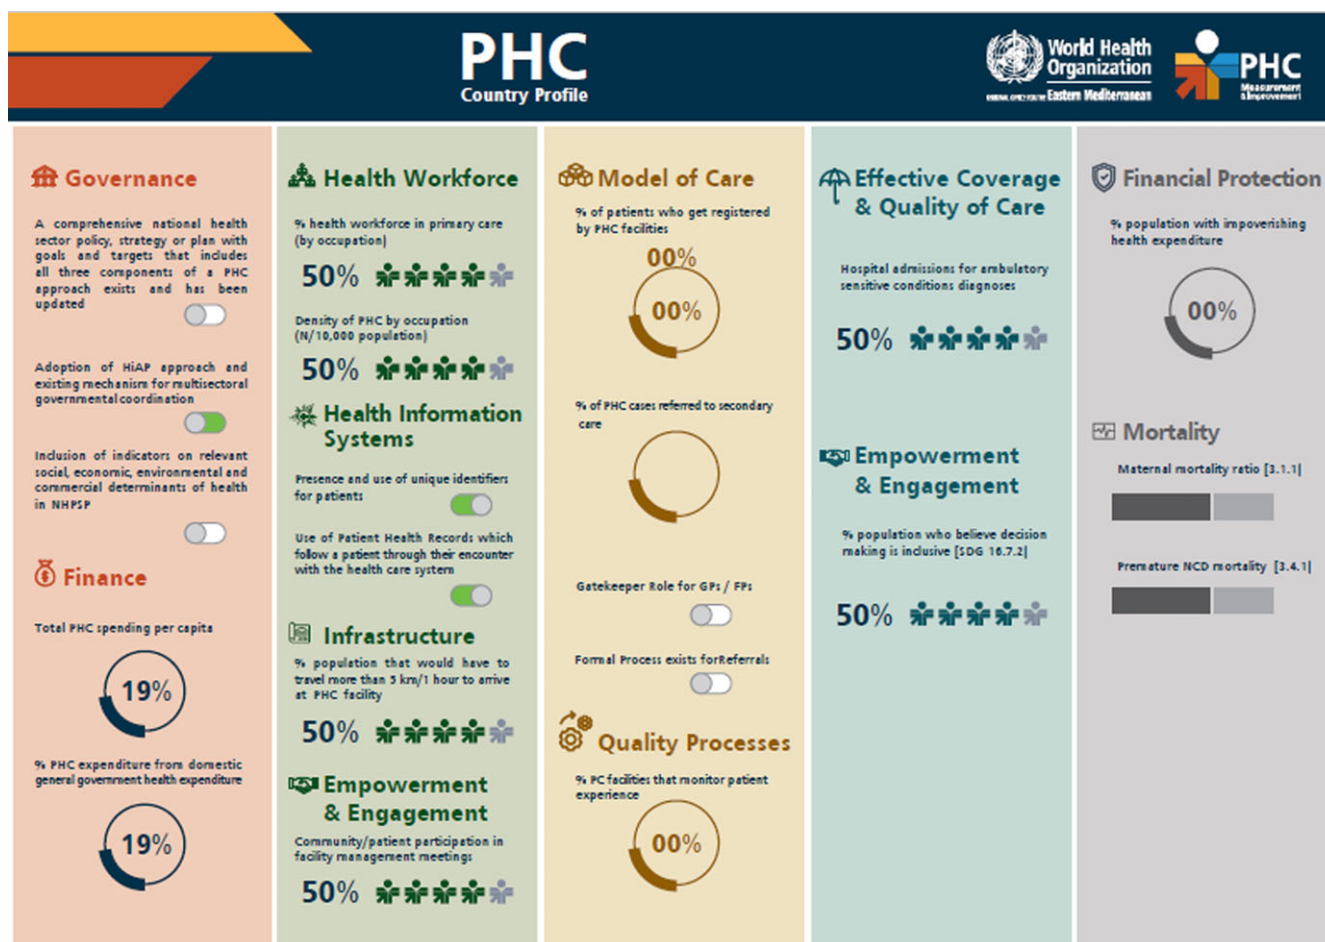 PHC
Country Profile
World Health
Organization
REGIONAL OFFICE FOR THE Eastern Mediterranean
PHC
Measurement
& Improvement
Governance
A comprehensive national health
sector policy, strategy or plan with
goals and targets that includes
all three components of a PHC
approach exists and has been
updated
Adoption of HiAP approach and
existing mechanism for multisectoral
governmental coordination
Inclusion of indicators on relevant
social, economic, environmental and
commercial determinants of health
in NHPSP
Finance
Total PHC spending per capita
19%
% PHC expenditure from domestic
general government health expenditure
19%
Health Workforce
% health workforce in primary care
(by occupation)
50%
Density of PHC by occupation
(N/10,000 population)
50%
Health Information
Systems
Presence and use of unique identifiers
for patients
Use of Patient Health Records which
follow a patient through their encounter
with the health care system
Infrastructure
% population that would have to
travel more than 5 km/1 hour to arrive
at PHC facility
50%
Empowerment
& Engagement
Community/patient participation in
facility management meetings
50%
Model of Care
% of patients who get registered
by PHC facilities
00%
00%
% of PHC cases referred to secondary
care
Gatekeeper Role for GPs / FPs
Formal Process exists forReferrals
Quality Processes
% PC facilities that monitor patient
experience
00%
Effective Coverage
& Quality of Care
Hospital admissions for ambulatory
sensitive conditions diagnoses
50%
Empowerment
& Engagement
% population who believe decision
making is inclusive [SDG 16.7.2|
50%
Financial Protection
% population with impoverishing
health expenditure
00%
Mortality
Maternal mortality ratio [3.1.1|
Premature NCD mortality [3.4.1|